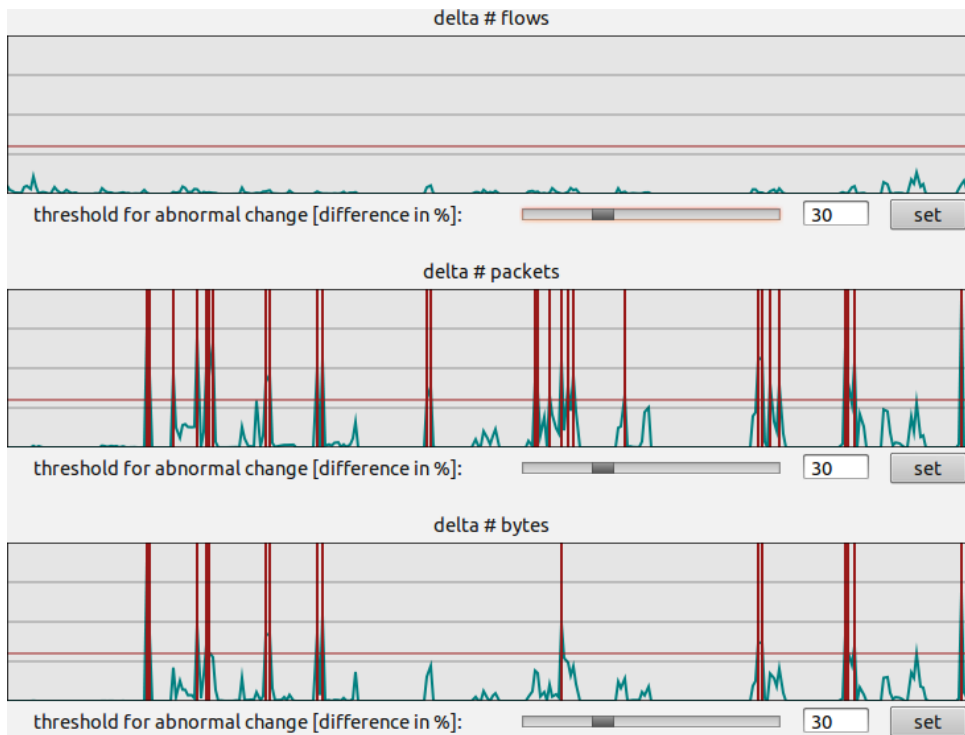 delta # flows
threshold for abnormal change [difference in %]: 30 set
delta # packets
threshold for abnormal change [difference in %]: 30 set
delta # bytes
threshold for abnormal change [difference in %]: 30 set